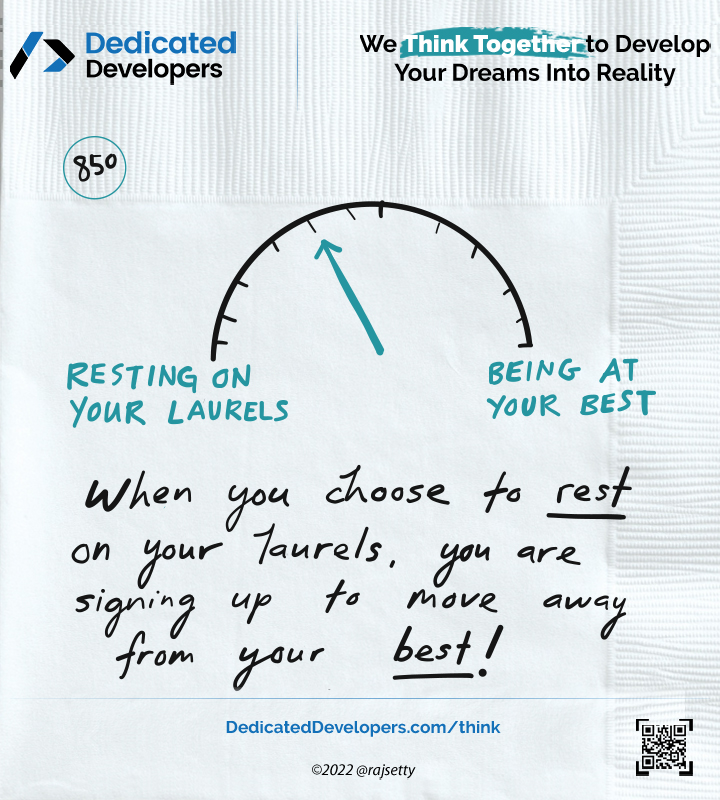 Dedicated
Developers
We Think Together to Develop
Your Dreams Into Reality
850
RESTING ON
YOUR LAURELS
BEING AT
YOUR BEST
When you choose to rest
on your laurels, you are
signing up to move away
from your best!
DedicatedDevelopers.com/think
©2022 @rajsetty